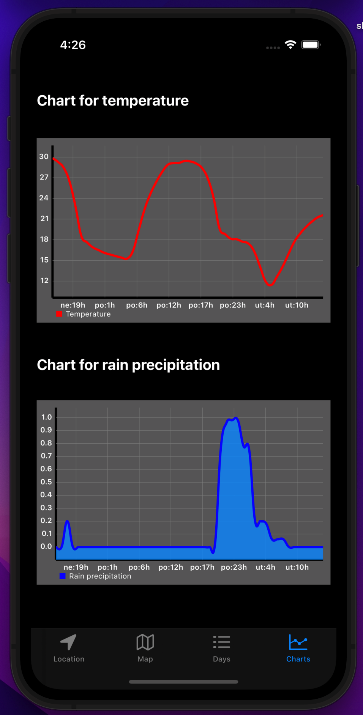 4:26
Chart for temperature
30
27
24
21
18
15
12
ne:19h po:1h po:6h po:12h po:17h po:23h ut:4h ut:10h
Temperature
Chart for rain precipitation
1.0
0.9
0.8
0.7
0.6
0.5
0.4
0.3
0.2
0.1
0.0
ne:19h po:1h po:6h po:12h po:17h po:23h ut:4h ut:10h
Rain precipitation
Location Map Days Charts